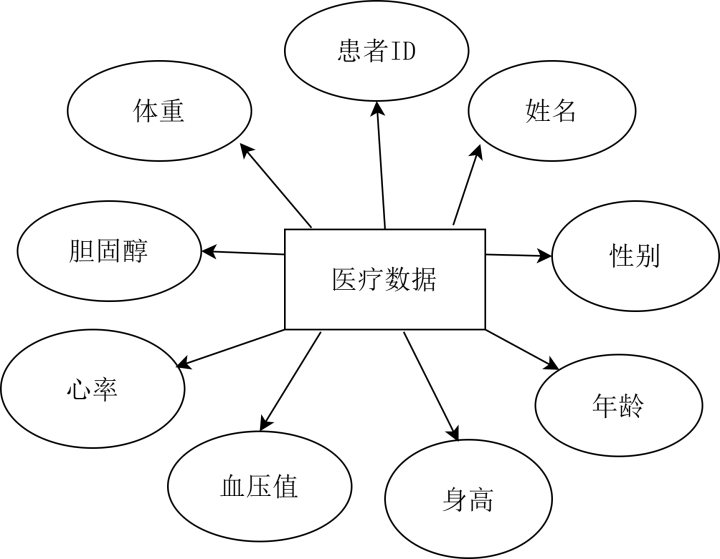 患者ID
体重
姓名
胆固醇
性别
医疗数据
心率
年龄
血压值
身高